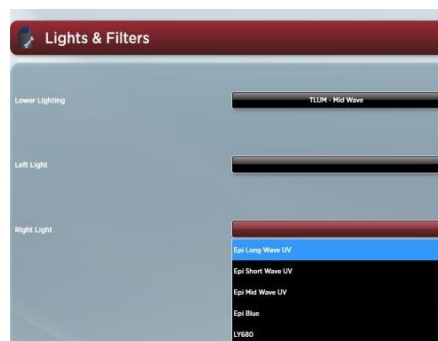 Lights & Filters
Lower Lighting
TLUM - Mid Wave
Left Light
Right Light
Epi Long Wave UV
Epi Short Wave UV
Epi Mid Wave UV
Epi Blue
LY680